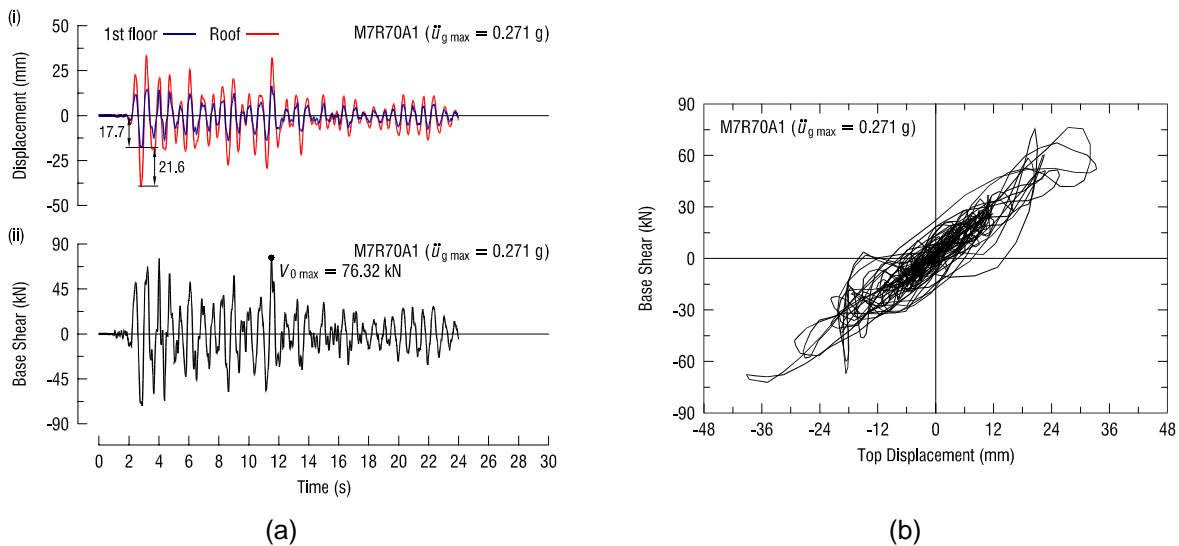 (i)
50
25
0
-25
-50
Displacement (mm)
1st floor Roof
M7R70A1 (ü g max = 0.271 g)
17.7
21.6
(ii)
90
45
0
-45
-90
Base Shear (kN)
M7R70A1 (ü g max = 0.271 g)
V 0 max = 76.32 kN
0 2 4 6 8 10 12 14 16 18 20 22 24 26 28 30
Time (s)
(a)
90
60
30
0
-30
-60
-90
Base Shear (kN)
M7R70A1 (ü g max = 0.271 g)
-48 -36 -24 -12 0 12 24 36 48
Top Displacement (mm)
(b)